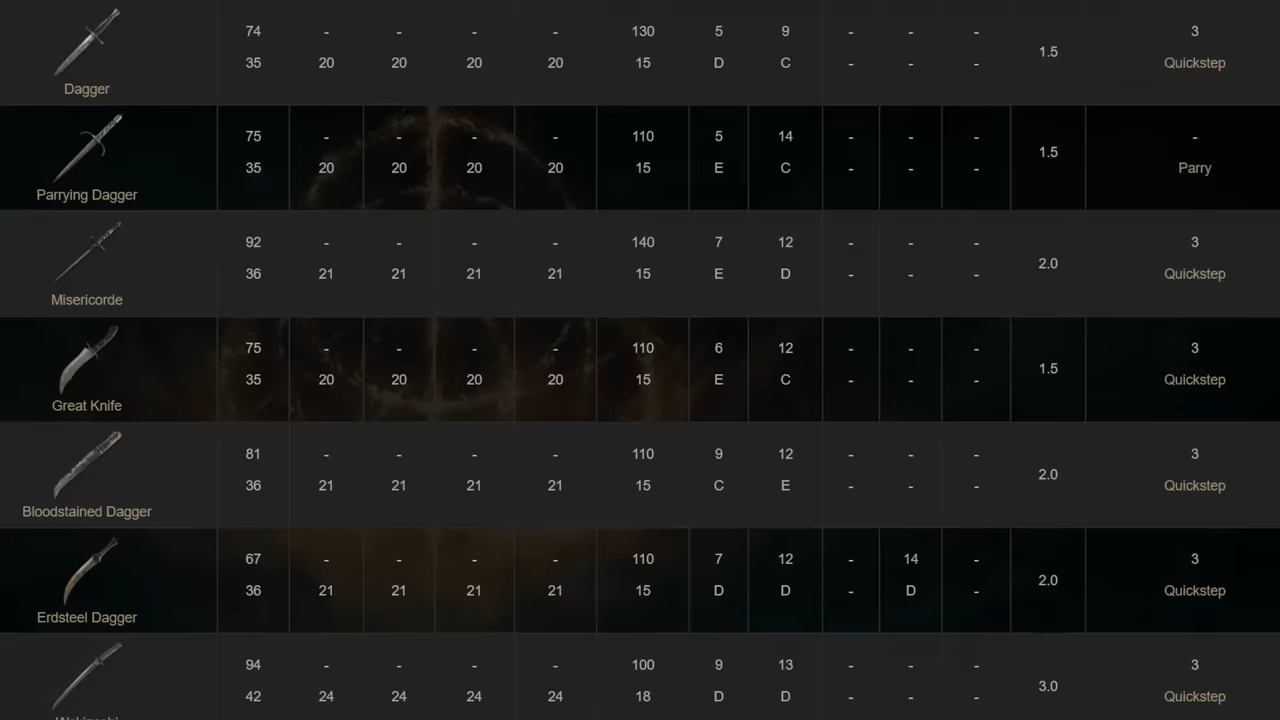 74 - - - - 130 5 9 - - - 3
35 20 20 20 20 15 D C - - - 1.5 Quickstep
Dagger
75 - - - - 110 5 14 - - - -
35 20 20 20 20 15 E C - - - 1.5 Parry
Parrying Dagger
92 - - - - 140 7 12 - - - 3
36 21 21 21 21 15 E D - - - 2.0 Quickstep
Misericorde
75 - - - - 110 6 12 - - - 3
35 20 20 20 20 15 E C - - - 1.5 Quickstep
Great Knife
81 - - - - 110 9 12 - - - 3
36 21 21 21 21 15 C E - - - 2.0 Quickstep
Bloodstained Dagger
67 - - - - 110 7 12 - 14 - 3
36 21 21 21 21 15 D D - D - 2.0 Quickstep
Erdsteel Dagger
94 - - - - 100 9 13 - - - 3
42 24 24 24 24 18 D D - - - 3.0 Quickstep